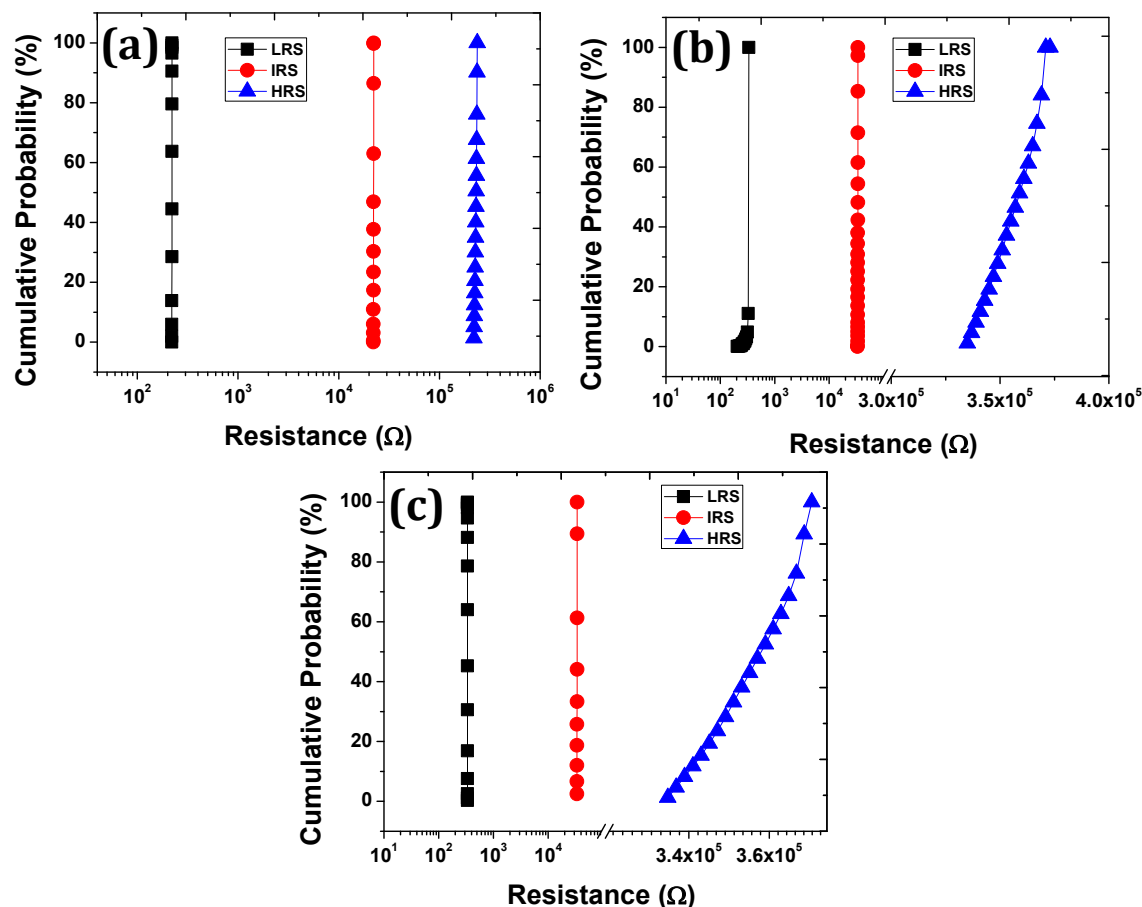 (a)
LRS
IRS
HRS
Cumulative Probability (%)
100
80
60
40
20
0
10² 10³ 10⁴ 10⁵ 10⁶
Resistance (Ω)
(b)
LRS
IRS
HRS
Cumulative Probability (%)
100
80
60
40
20
0
10¹ 10² 10³ 10⁴ 3.0x10⁵ 3.5x10⁵ 4.0x10⁵
Resistance (Ω)
(c)
LRS
IRS
HRS
Cumulative Probability (%)
100
80
60
40
20
0
10¹ 10² 10³ 10⁴ 3.4x10⁵ 3.6x10⁵
Resistance (Ω)